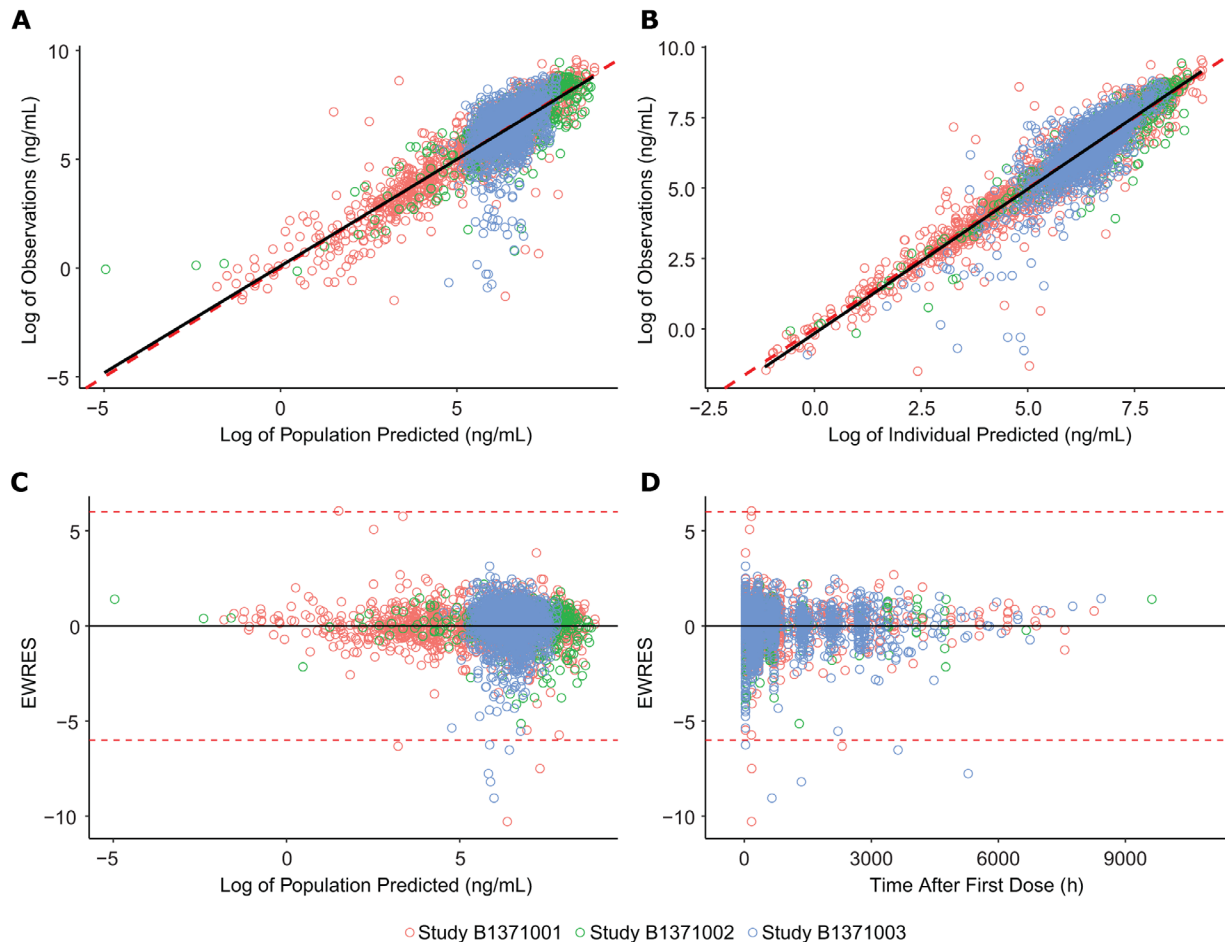 A
10
5
0
−5
Log of Observations (ng/mL)
−5
0
5
Log of Population Predicted (ng/mL)
B
10.0
7.5
5.0
2.5
0.0
Log of Observations (ng/mL)
−2.5
0.0
2.5
5.0
7.5
Log of Individual Predicted (ng/mL)
C
5
0
−5
−10
EWRES
−5
0
5
Log of Population Predicted (ng/mL)
D
5
0
−5
−10
EWRES
0
3000
6000
9000
Time After First Dose (h)
Study B1371001 Study B1371002 Study B1371003